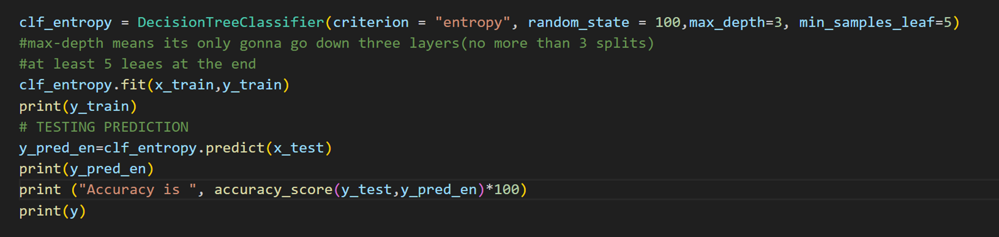 clf_entropy = DecisionTreeClassifier(criterion = "entropy", random_state = 100,max_depth=3, min_samples_leaf=5)
#max-depth means its only gonna go down three layers(no more than 3 splits)
#at least 5 leaes at the end
clf_entropy.fit(x_train,y_train)
print(y_train)
# TESTING PREDICTION
y_pred_en=clf_entropy.predict(x_test)
print(y_pred_en)
print ("Accuracy is ", accuracy_score(y_test,y_pred_en)*100)
print(y)